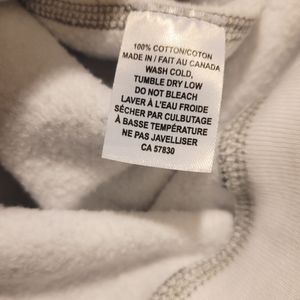 100% COTTON/COTON
MADE IN / FAIT AU CANADA
WASH COLD,
TUMBLE DRY LOW
DO NOT BLEACH
LAVER À L'EAU FROIDE
SÉCHER PAR CULBUTAGE
À BASSE TEMPÉRATURE
NE PAS JAVELLISER
CA 57830